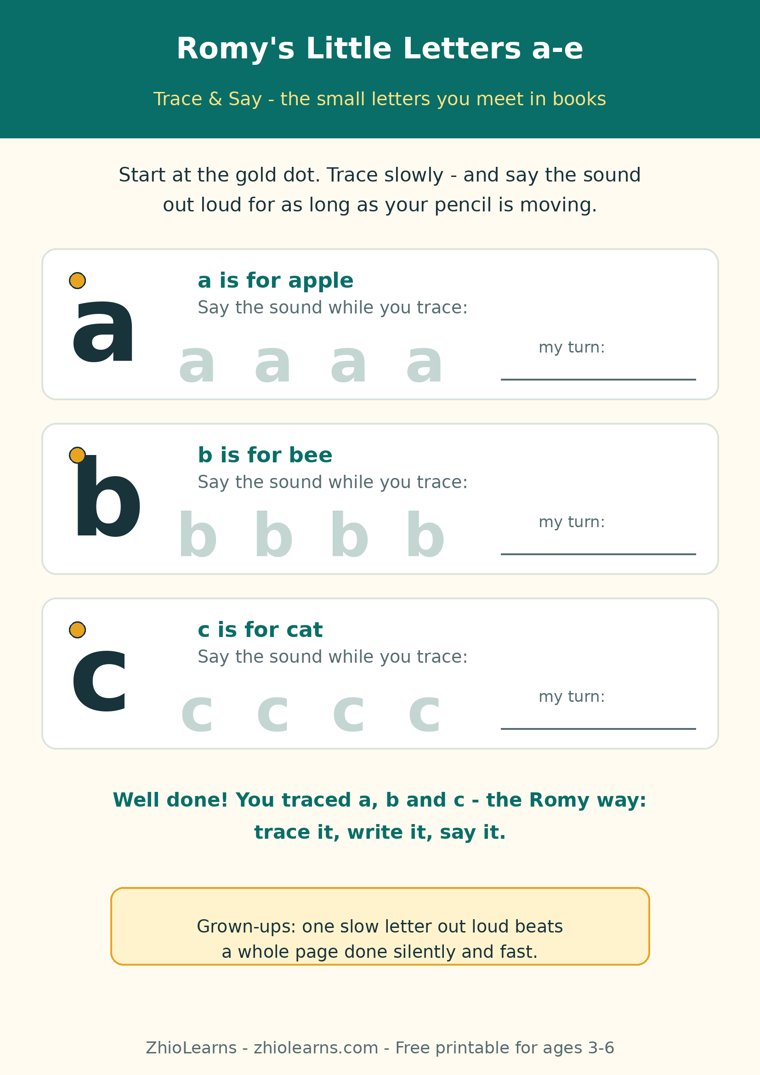 Romy's Little Letters a-e
Trace & Say - the small letters you meet in books
Start at the gold dot. Trace slowly - and say the sound
out loud for as long as your pencil is moving.
a
a is for apple
Say the sound while you trace:
a a a a
my turn:
b
b is for bee
Say the sound while you trace:
b b b b
my turn:
c
c is for cat
Say the sound while you trace:
c c c c
my turn:
Well done! You traced a, b and c - the Romy way:
trace it, write it, say it.
Grown-ups: one slow letter out loud beats
a whole page done silently and fast.
ZhioLearns - zhiolearns.com - Free printable for ages 3-6